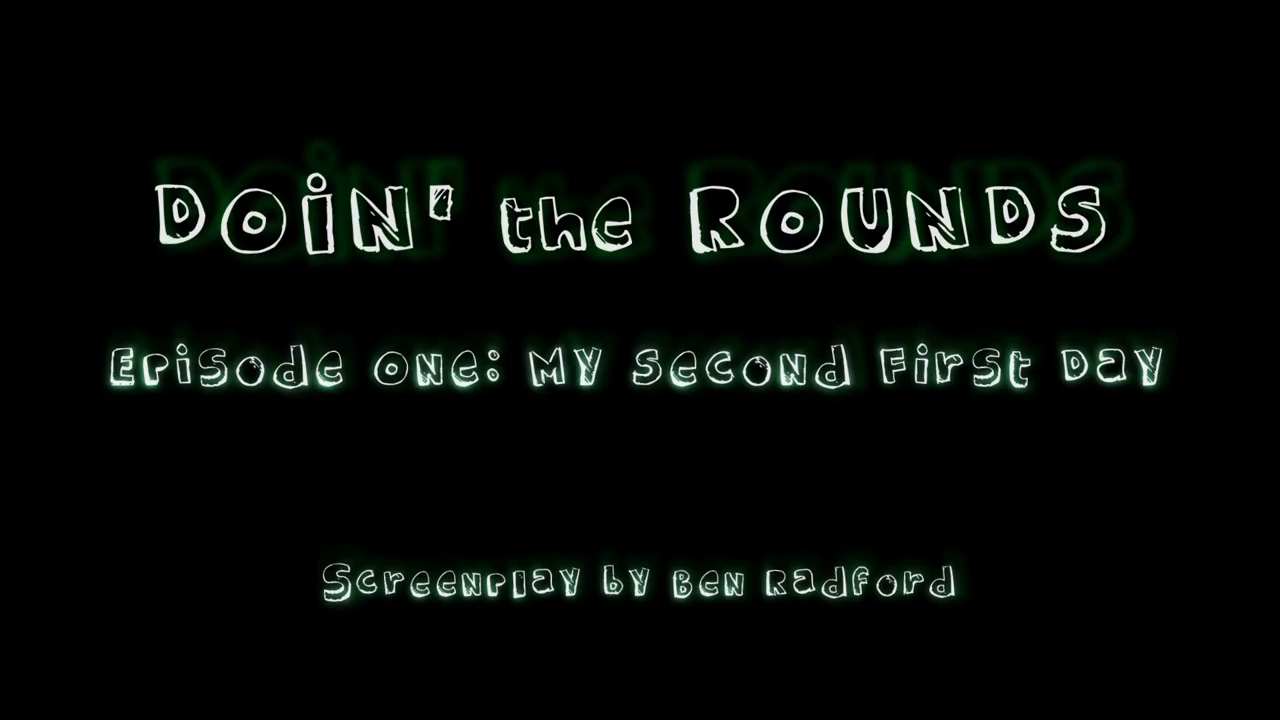 DOiN' the ROUNDS
Episode One: My Second First Day
Screenplay by Ben Radford